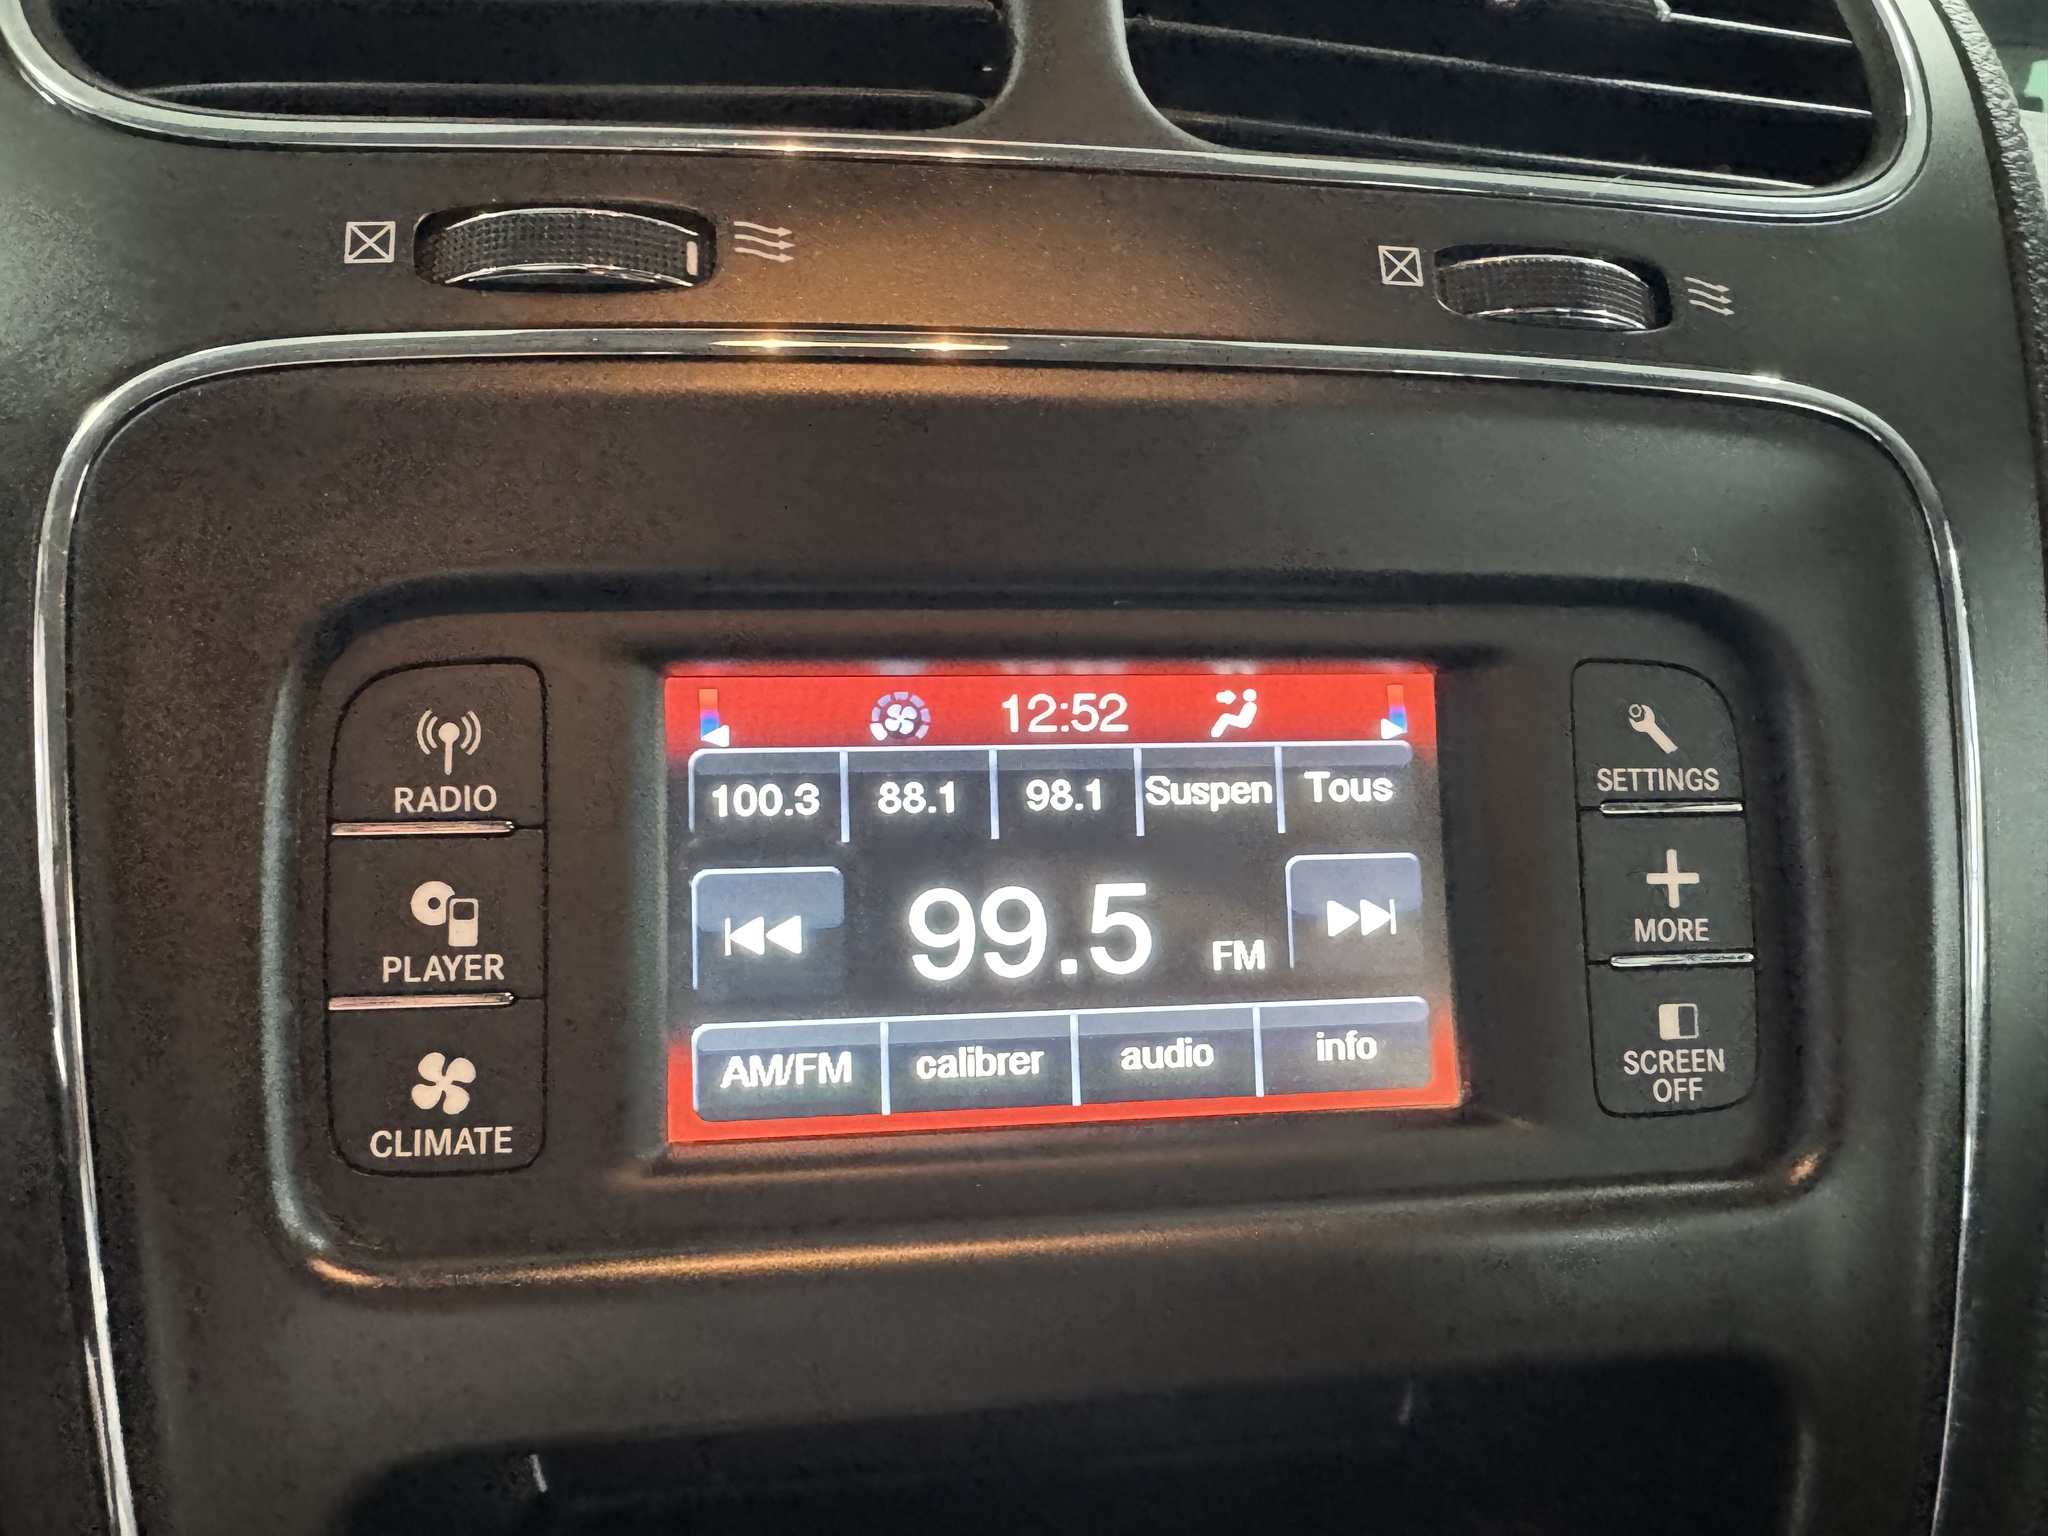 12:52
100.3 88.1 98.1 Suspen Tous
99.5 FM
AM/FM calibrer audio info
RADIO
PLAYER
CLIMATE
SETTINGS
MORE
SCREEN
OFF